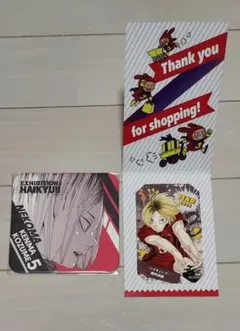 Thank you
for shopping!
EXHIBITION
HAIKYU!!
NEKOMA
KENMA
KOZUME 5